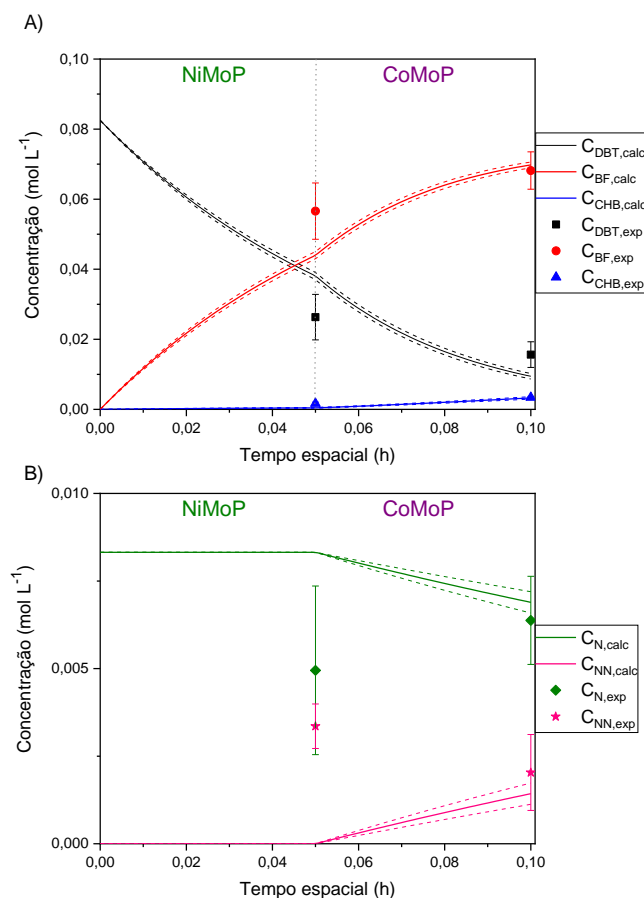 A)
NiMoP CoMoP
0,10
0,08
0,06
0,04
0,02
0,00
Concentração (mol L⁻¹)
0,00 0,02 0,04 0,06 0,08 0,10
Tempo espacial (h)
C_DBT,calc
C_BF,calc
C_CHB,calc
C_DBT,exp
C_BF,exp
C_CHB,exp
B)
NiMoP CoMoP
0,010
0,005
0,000
Concentração (mol L⁻¹)
0,00 0,02 0,04 0,06 0,08 0,10
Tempo espacial (h)
C_N,calc
C_NN,calc
C_N,exp
C_NN,exp